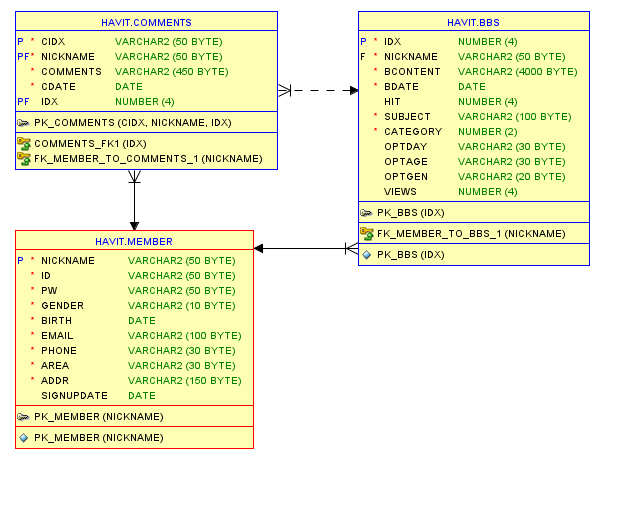 HAVIT.COMMENTS
P * CIDX VARCHAR2 (50 BYTE)
PF* NICKNAME VARCHAR2 (50 BYTE)
* COMMENTS VARCHAR2 (450 BYTE)
* CDATE DATE
PF IDX NUMBER (4)
PK_COMMENTS (CIDX, NICKNAME, IDX)
COMMENTS_FK1 (IDX)
FK_MEMBER_TO_COMMENTS_1 (NICKNAME)
HAVIT.BBS
P * IDX NUMBER (4)
F * NICKNAME VARCHAR2 (50 BYTE)
* BCONTENT VARCHAR2 (4000 BYTE)
* BDATE DATE
HIT NUMBER (4)
* SUBJECT VARCHAR2 (100 BYTE)
* CATEGORY NUMBER (2)
OPTDAY VARCHAR2 (30 BYTE)
OPTAGE VARCHAR2 (30 BYTE)
OPTGEN VARCHAR2 (20 BYTE)
VIEWS NUMBER (4)
PK_BBS (IDX)
FK_MEMBER_TO_BBS_1 (NICKNAME)
PK_BBS (IDX)
HAVIT.MEMBER
P * NICKNAME VARCHAR2 (50 BYTE)
* ID VARCHAR2 (50 BYTE)
* PW VARCHAR2 (50 BYTE)
* GENDER VARCHAR2 (10 BYTE)
* BIRTH DATE
* EMAIL VARCHAR2 (100 BYTE)
* PHONE VARCHAR2 (30 BYTE)
* AREA VARCHAR2 (30 BYTE)
* ADDR VARCHAR2 (150 BYTE)
SIGNUPDATE DATE
PK_MEMBER (NICKNAME)
PK_MEMBER (NICKNAME)